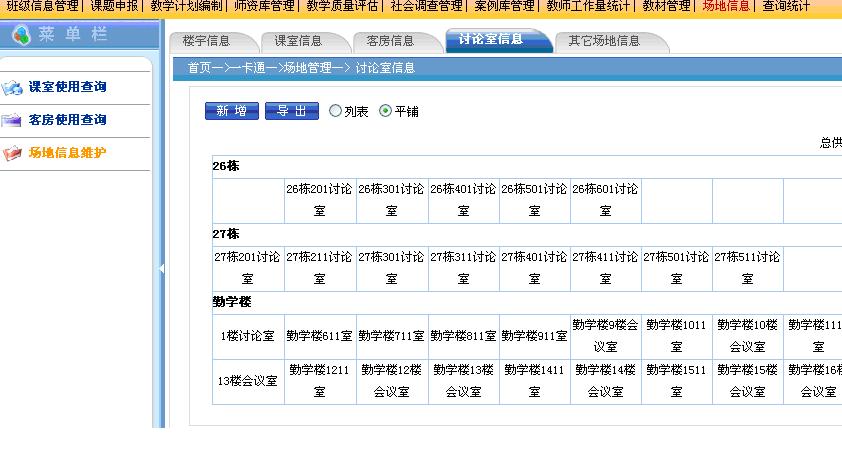 班级信息管理| 课题申报| 教学计划编制| 师资库管理| 教学质量评估| 社会调查管理| 案例库管理| 教师工作量统计| 教材管理| 场地信息| 查询统计
菜 单 栏
楼宇信息 课室信息 客房信息 讨论室信息 其它场地信息
首页—>一卡通—>场地管理—> 讨论室信息
课室使用查询
客房使用查询
场地信息维护
新 增 导 出 列表 平铺
总供
26栋
26栋201讨论 26栋301讨论 26栋401讨论 26栋501讨论 26栋601讨论
室 室 室 室 室
27栋
27栋201讨论 27栋211讨论 27栋301讨论 27栋311讨论 27栋401讨论 27栋411讨论 27栋501讨论 27栋511讨论
室 室 室 室 室 室 室 室
勤学楼
1楼讨论室 勤学楼611室 勤学楼711室 勤学楼811室 勤学楼911室 勤学楼9楼会 勤学楼1011 勤学楼10楼 勤学楼111
议室 室 会议室 室
13楼会议室 勤学楼1211 勤学楼12楼 勤学楼13楼 勤学楼1411 勤学楼14楼 勤学楼1511 勤学楼15楼 勤学楼16楼
室 会议室 会议室 室 会议室 室 会议室 会议室